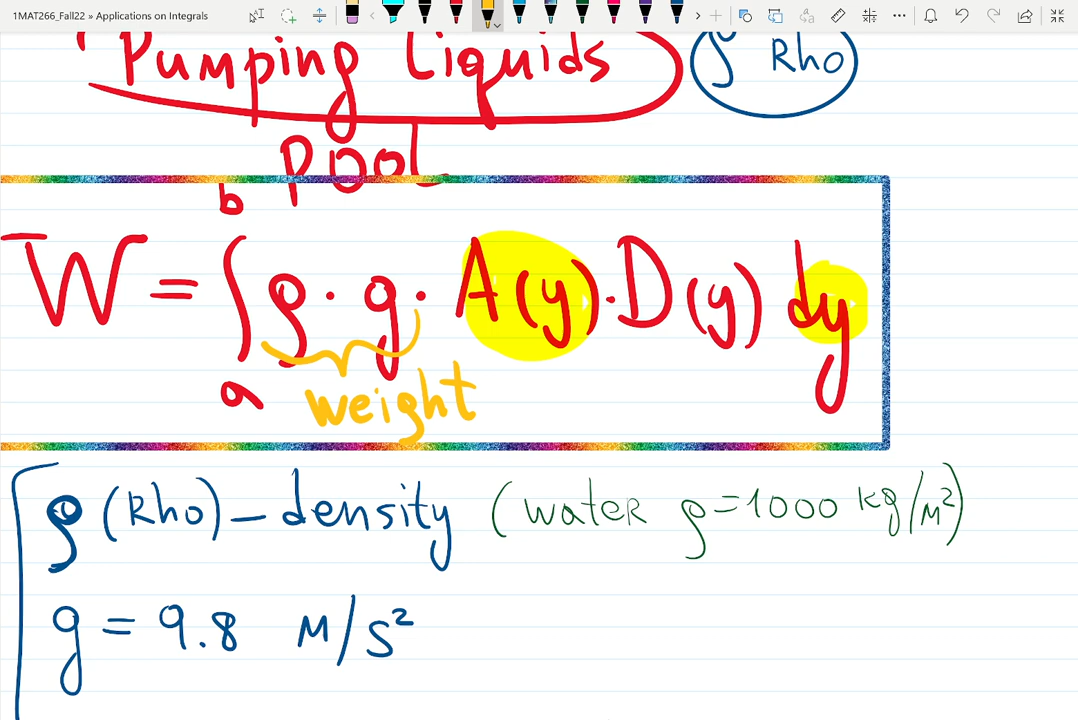 1MAT266_Fall22 » Applications on Integrals
Pumping Liquids
ρ Rho
POOL
W = ∫ₐᵇ ρ · g · A(y) · D(y) dy
weight
ρ (Rho) – density (water ρ = 1000 kg/m²)
g = 9.8 m/s²